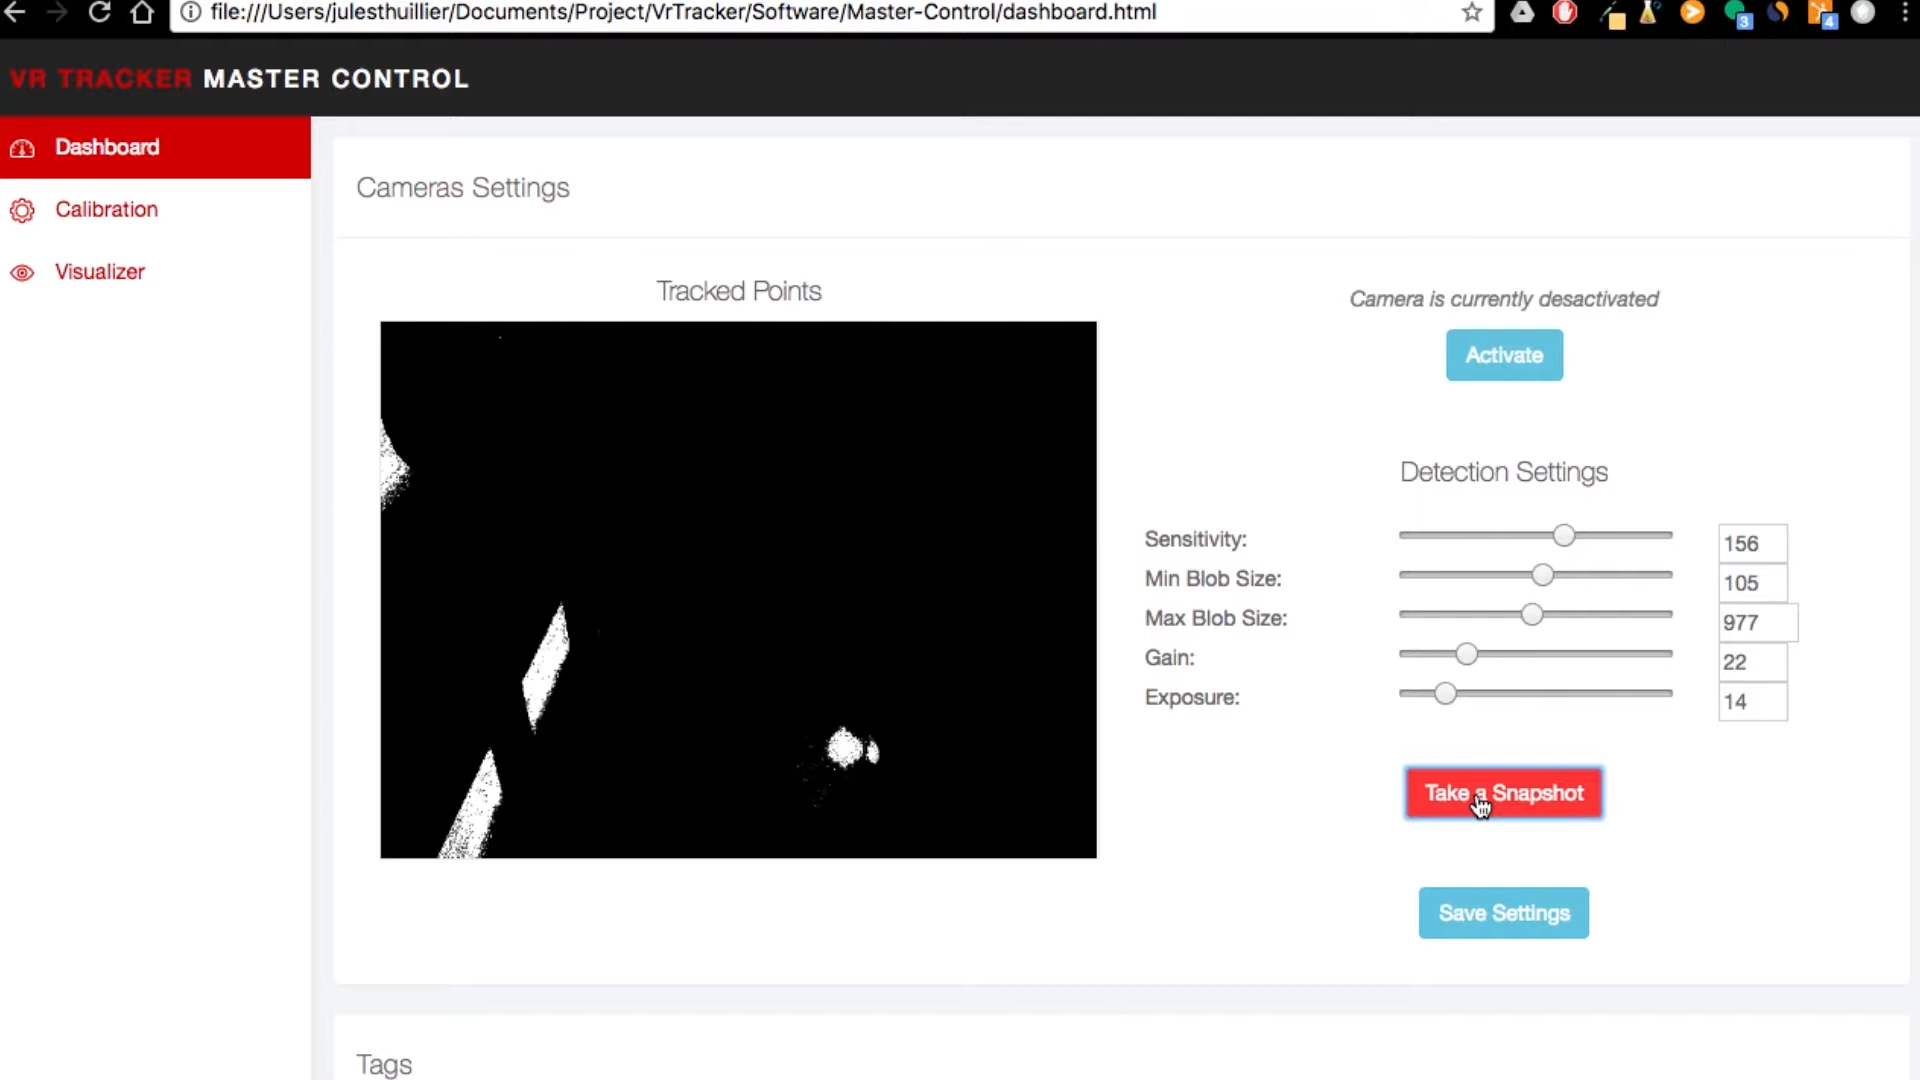 file:///Users/julesthuillier/Documents/Project/VrTracker/Software/Master-Control/dashboard.html
3
4
VR TRACKER MASTER CONTROL
Dashboard
Calibration
Visualizer
Cameras Settings
Tracked Points
Camera is currently desactivated
Activate
Detection Settings
Sensitivity: 156
Min Blob Size: 105
Max Blob Size: 977
Gain: 22
Exposure: 14
Take a Snapshot
Save Settings
Tags